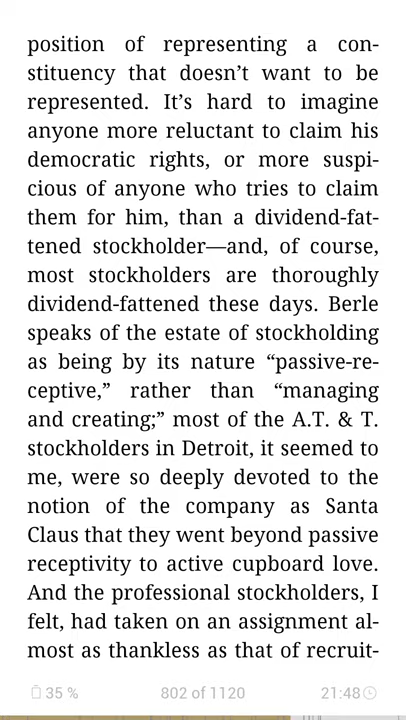 position of representing a con-
stituency that doesn’t want to be
represented. It’s hard to imagine
anyone more reluctant to claim his
democratic rights, or more suspi-
cious of anyone who tries to claim
them for him, than a dividend-fat-
tened stockholder—and, of course,
most stockholders are thoroughly
dividend-fattened these days. Berle
speaks of the estate of stockholding
as being by its nature “passive-re-
ceptive,” rather than “managing
and creating;” most of the A.T. & T.
stockholders in Detroit, it seemed to
me, were so deeply devoted to the
notion of the company as Santa
Claus that they went beyond passive
receptivity to active cupboard love.
And the professional stockholders, I
felt, had taken on an assignment al-
most as thankless as that of recruit-
35 % 802 of 1120 21:48